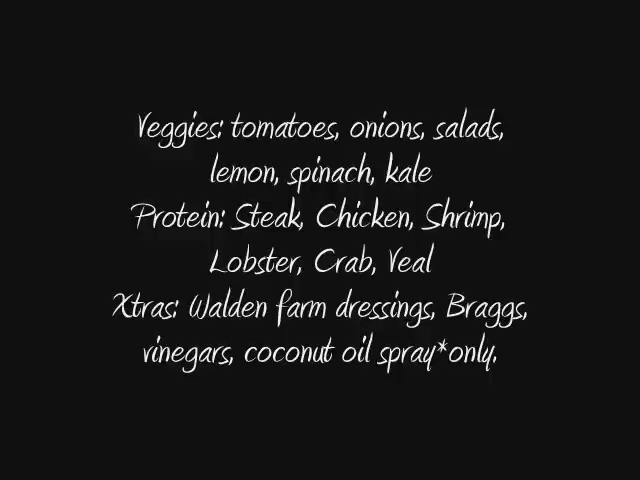 Veggies: tomatoes, onions, salads,
lemon, spinach, kale
Protein: Steak, Chicken, Shrimp,
Lobster, Crab, Veal
Xtras: Walden farm dressings, Braggs,
vinegars, coconut oil spray*only.